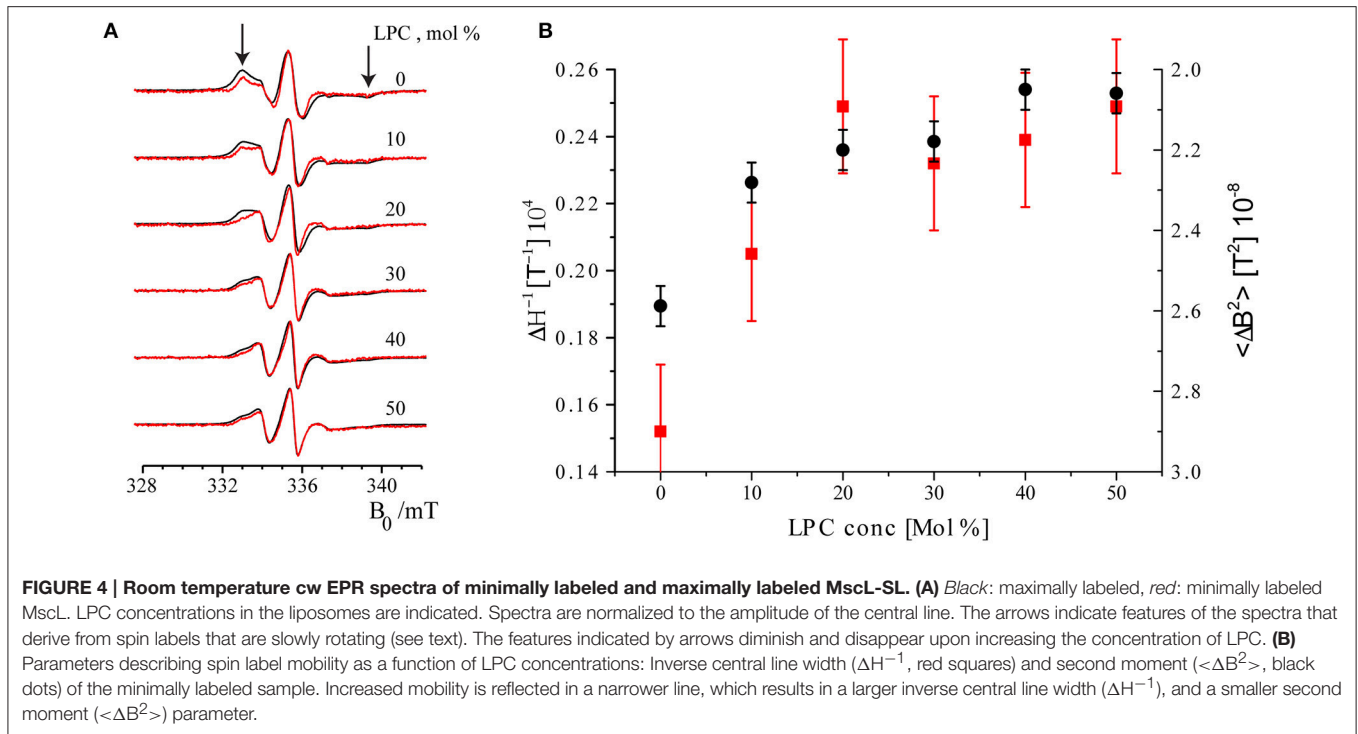 A
LPC , mol %
0
10
20
30
40
50
328 332 336 340
B0 /mT
B
0.26
0.24
0.22
0.20
0.18
0.16
0.14
ΔH⁻¹ [T⁻¹] 10⁴
2.0
2.2
2.4
2.6
2.8
3.0
<ΔB²> [T²] 10⁻⁸
0 10 20 30 40 50
LPC conc [Mol %]
FIGURE 4 | Room temperature cw EPR spectra of minimally labeled and maximally labeled MscL-SL. (A) Black: maximally labeled, red: minimally labeled
MscL. LPC concentrations in the liposomes are indicated. Spectra are normalized to the amplitude of the central line. The arrows indicate features of the spectra that
derive from spin labels that are slowly rotating (see text). The features indicated by arrows diminish and disappear upon increasing the concentration of LPC. (B)
Parameters describing spin label mobility as a function of LPC concentrations: Inverse central line width (ΔH⁻¹, red squares) and second moment (<ΔB²>, black
dots) of the minimally labeled sample. Increased mobility is reflected in a narrower line, which results in a larger inverse central line width (ΔH⁻¹), and a smaller second
moment (<ΔB²>) parameter.